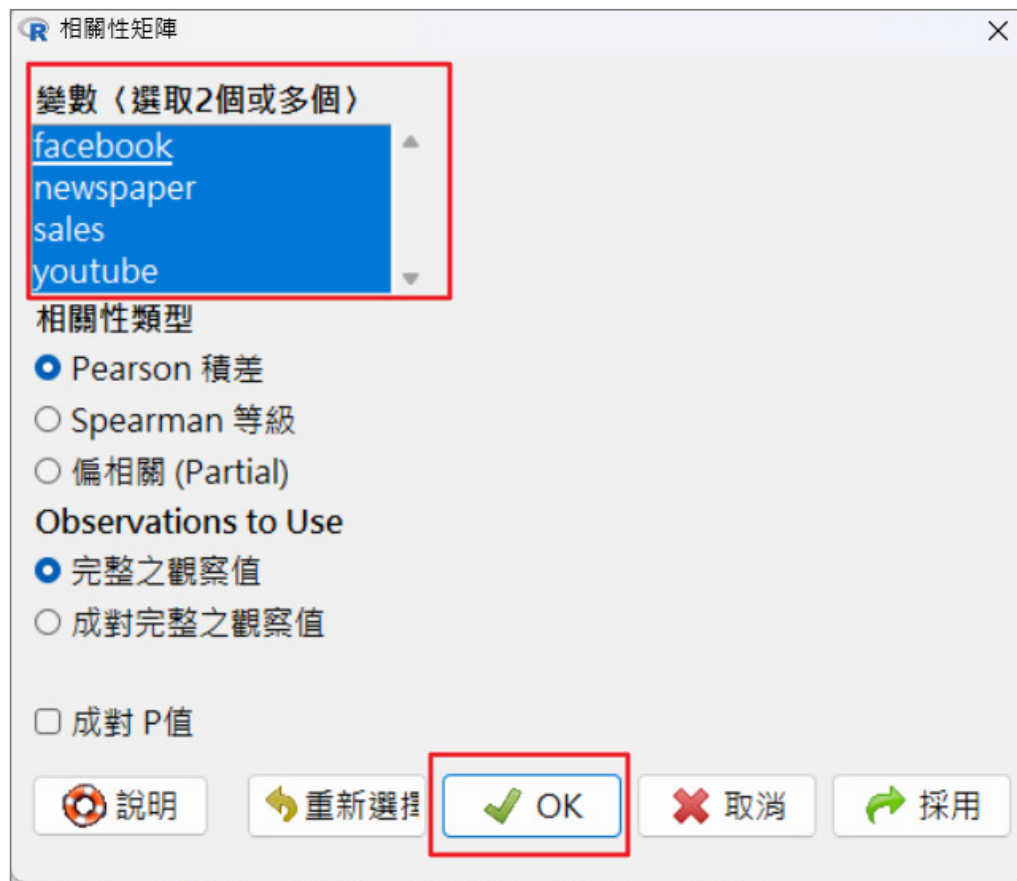 相關性矩陣
變數〈選取2個或多個〉
facebook
newspaper
sales
youtube
相關性類型
Pearson 積差
Spearman 等級
偏相關 (Partial)
Observations to Use
完整之觀察值
成對完整之觀察值
成對 P值
說明 重新選擇 OK 取消 採用